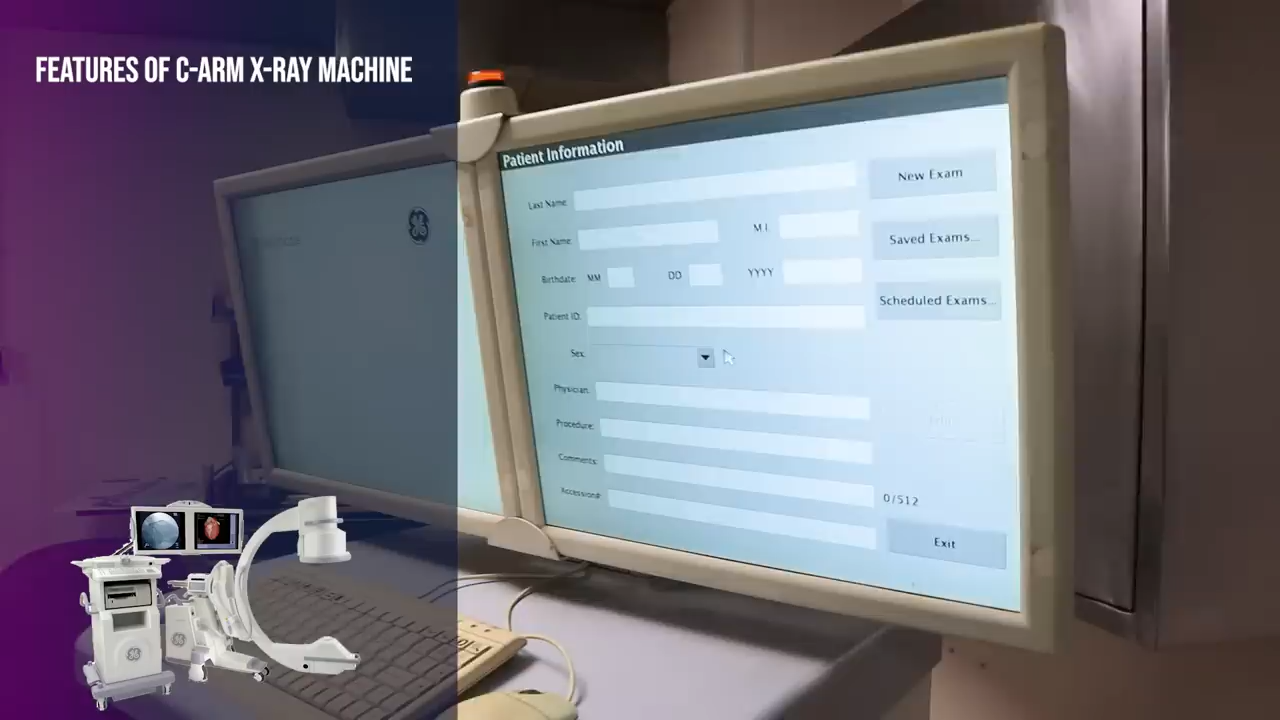 FEATURES OF C-ARM X-RAY MACHINE
Patient Information
Last Name:
First Name:
M.I.
Birthdate: MM DD YYYY
Patient ID:
Sex:
Physician:
Procedure:
Comments:
Accession#:
New Exam
Saved Exams...
Scheduled Exams...
0/512
Exit
GE